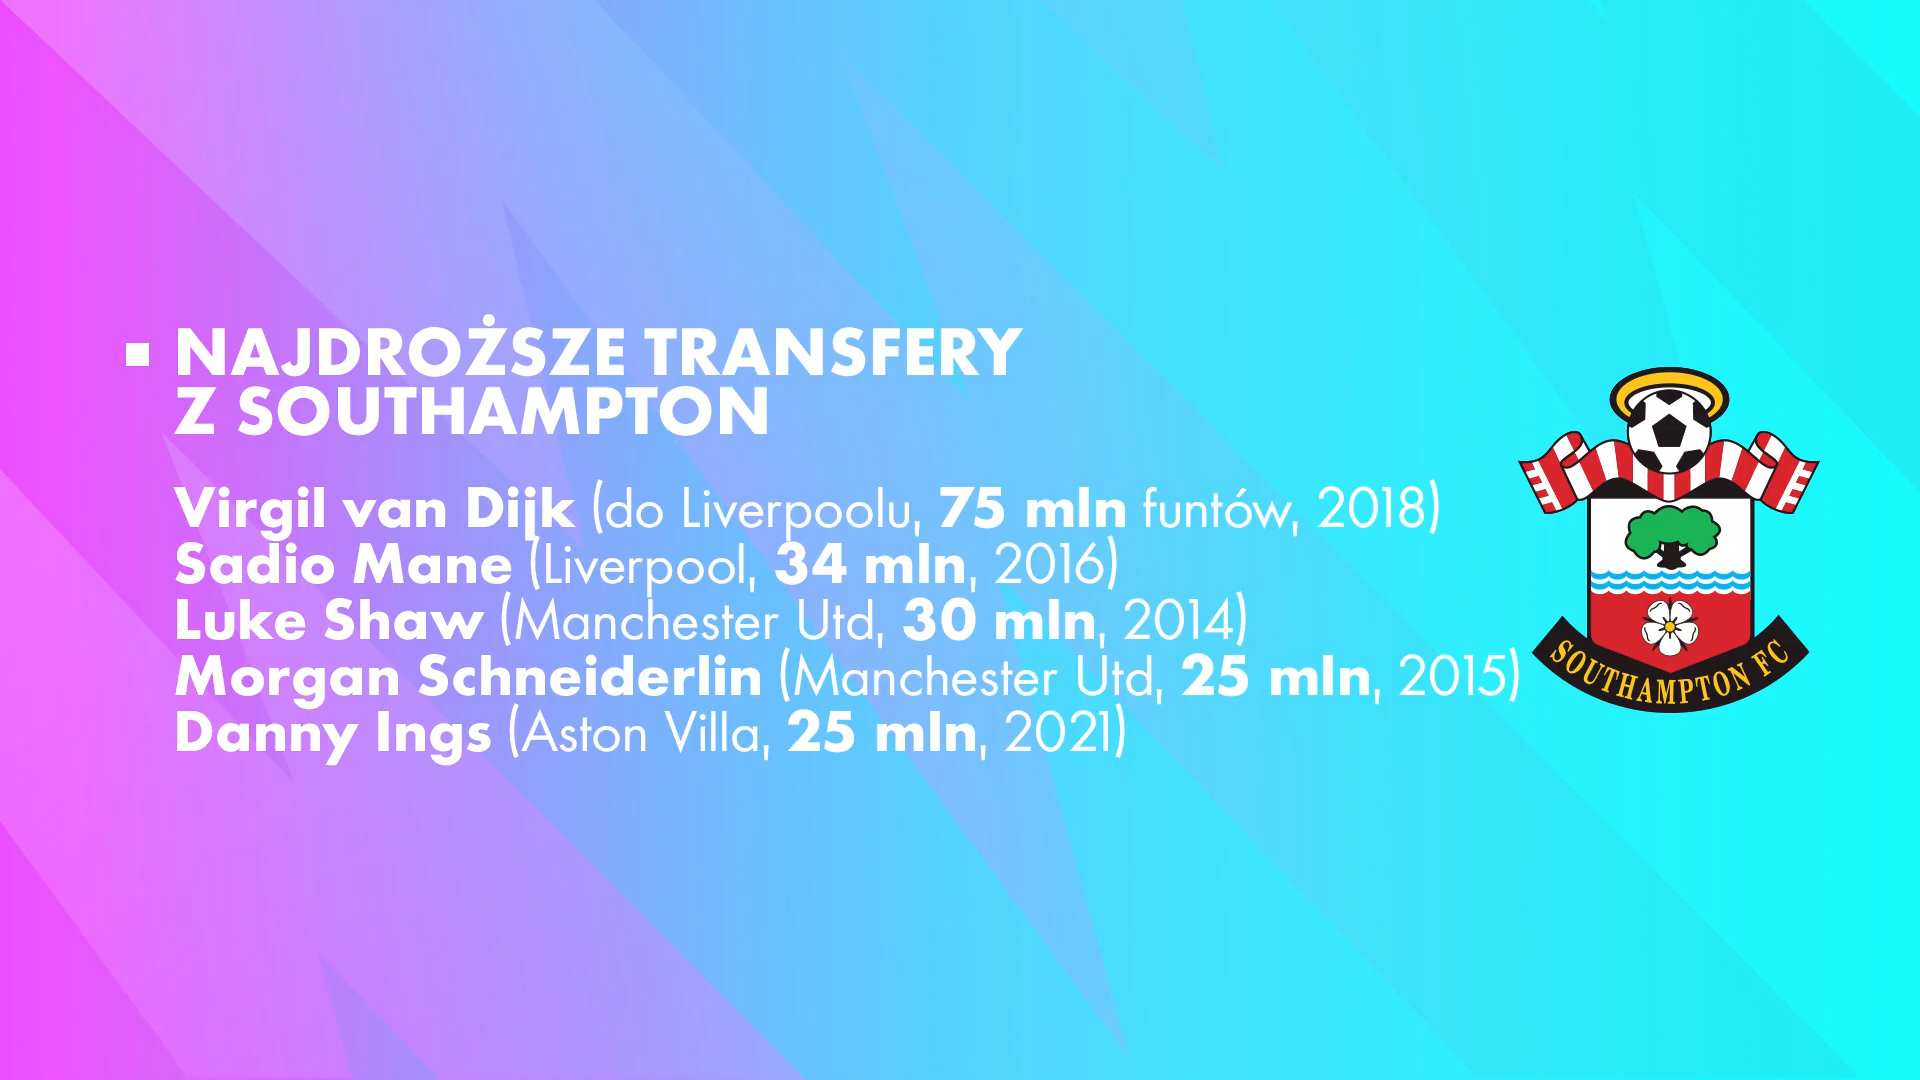 NAJDROŻSZE TRANSFERY
Z SOUTHAMPTON
Virgil van Dijk (do Liverpoolu, 75 mln funtów, 2018)
Sadio Mane (Liverpool, 34 mln, 2016)
Luke Shaw (Manchester Utd, 30 mln, 2014)
Morgan Schneiderlin (Manchester Utd, 25 mln, 2015)
Danny Ings (Aston Villa, 25 mln, 2021)
SOUTHAMPTON FC